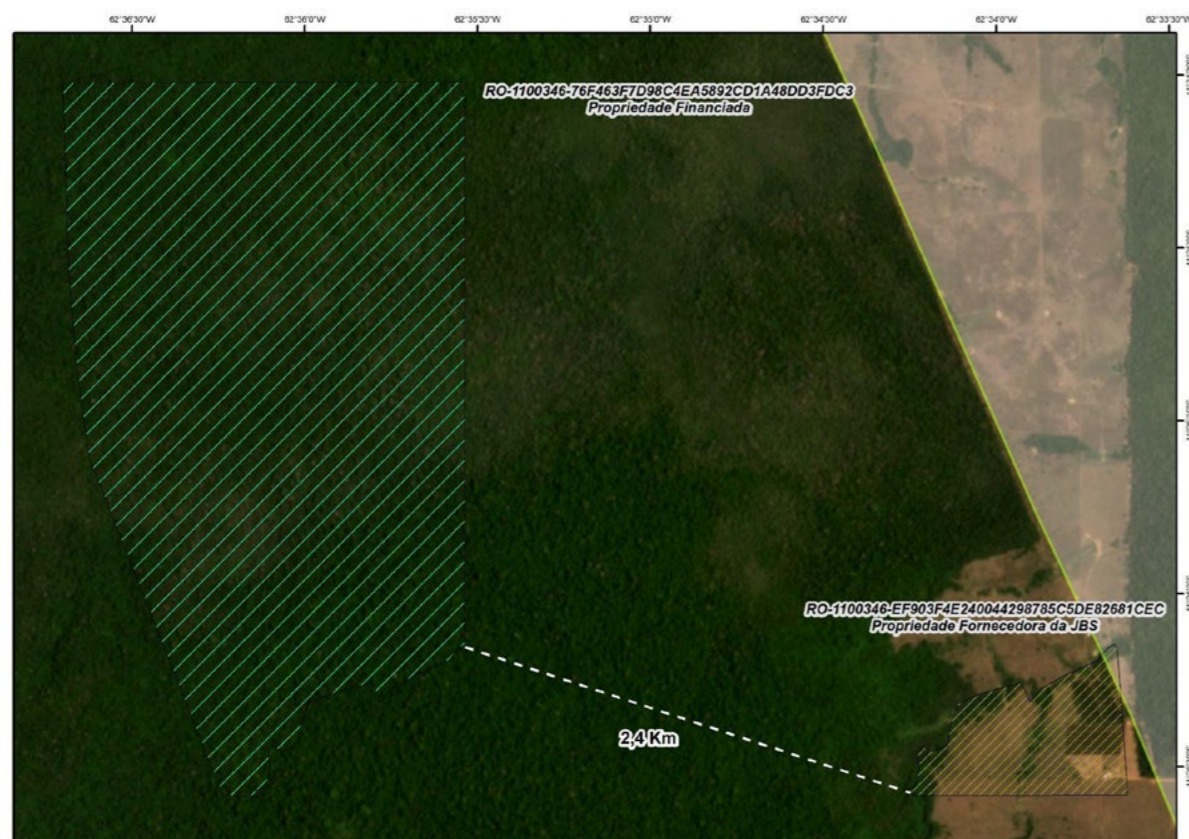 62°36'30"W 62°36'0"W 62°35'30"W 62°35'0"W 62°34'30"W 62°34'0"W 62°33'30"W
RO-1100346-76F463F7D98C4EA5892CD1A48DD3FDC3
Propriedade Financiada
RO-1100346-EF903F4E240044298785C5DE82681CEC
Propriedade Fornecedora da JBS
2,4 Km